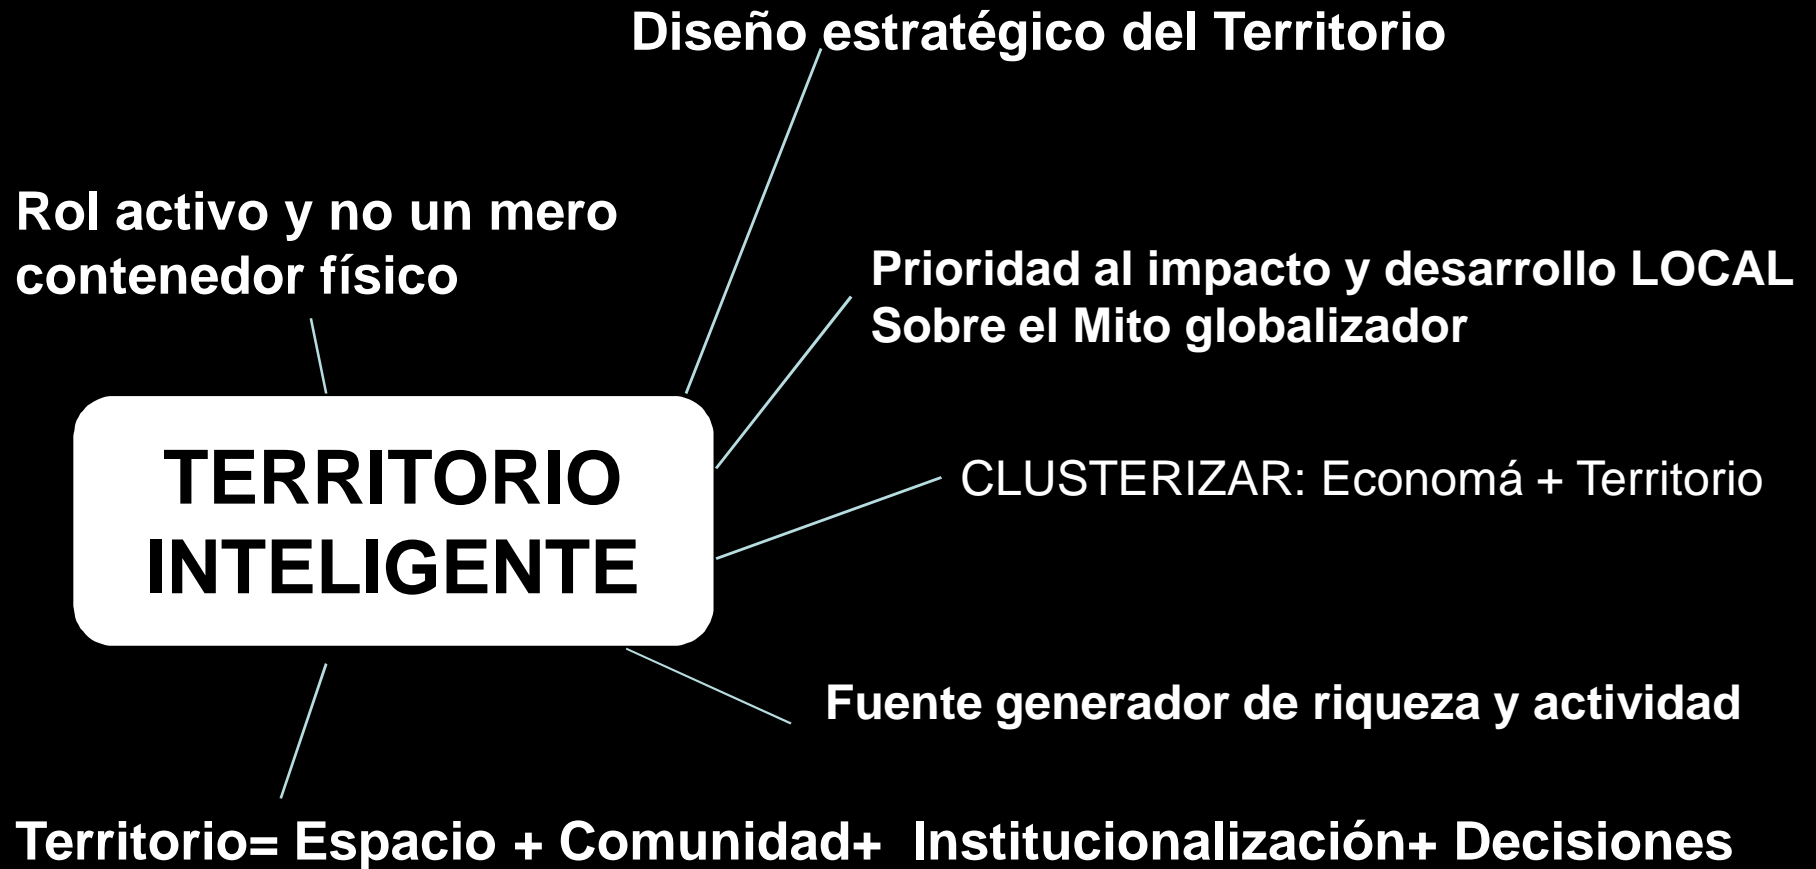 Diseño estratégico del Territorio
Rol activo y no un mero
contenedor físico
Prioridad al impacto y desarrollo LOCAL
Sobre el Mito globalizador
TERRITORIO
INTELIGENTE
CLUSTERIZAR: Economá + Territorio
Fuente generador de riqueza y actividad
Territorio= Espacio + Comunidad+ Institucionalización+ Decisiones